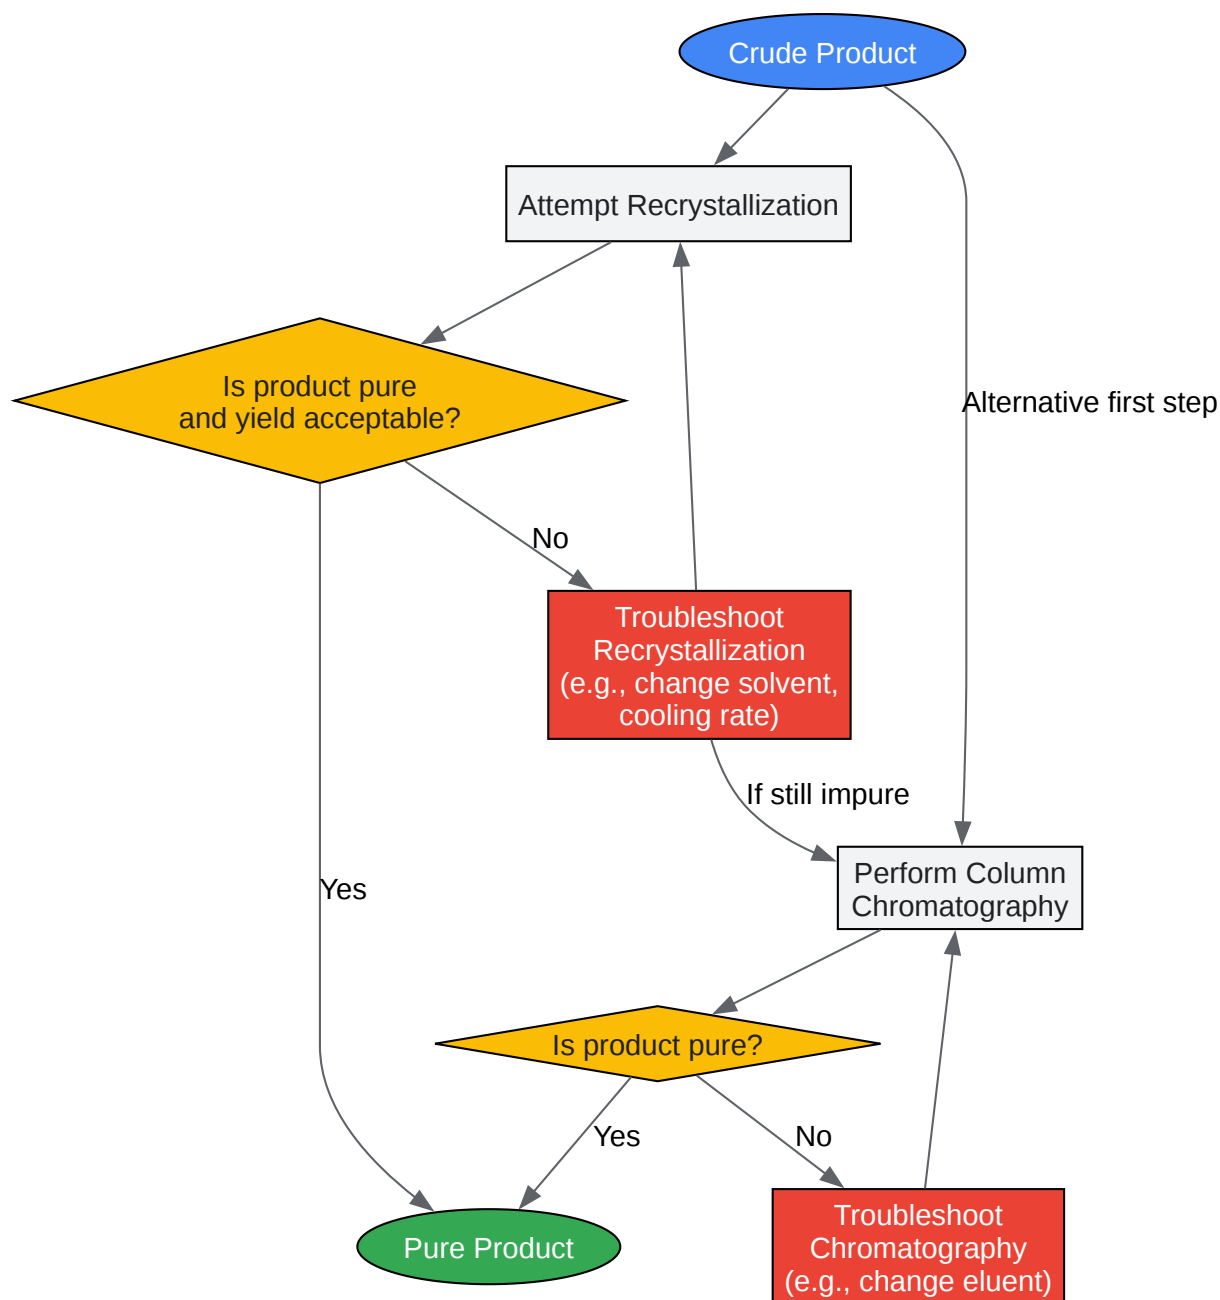 Crude Product
Attempt Recrystallization
Is product pure
and yield acceptable?
Alternative first step
No
Troubleshoot
Recrystallization
(e.g., change solvent,
cooling rate)
If still impure
Perform Column
Chromatography
Yes
Is product pure?
Yes
No
Troubleshoot
Chromatography
(e.g., change eluent)
Pure Product